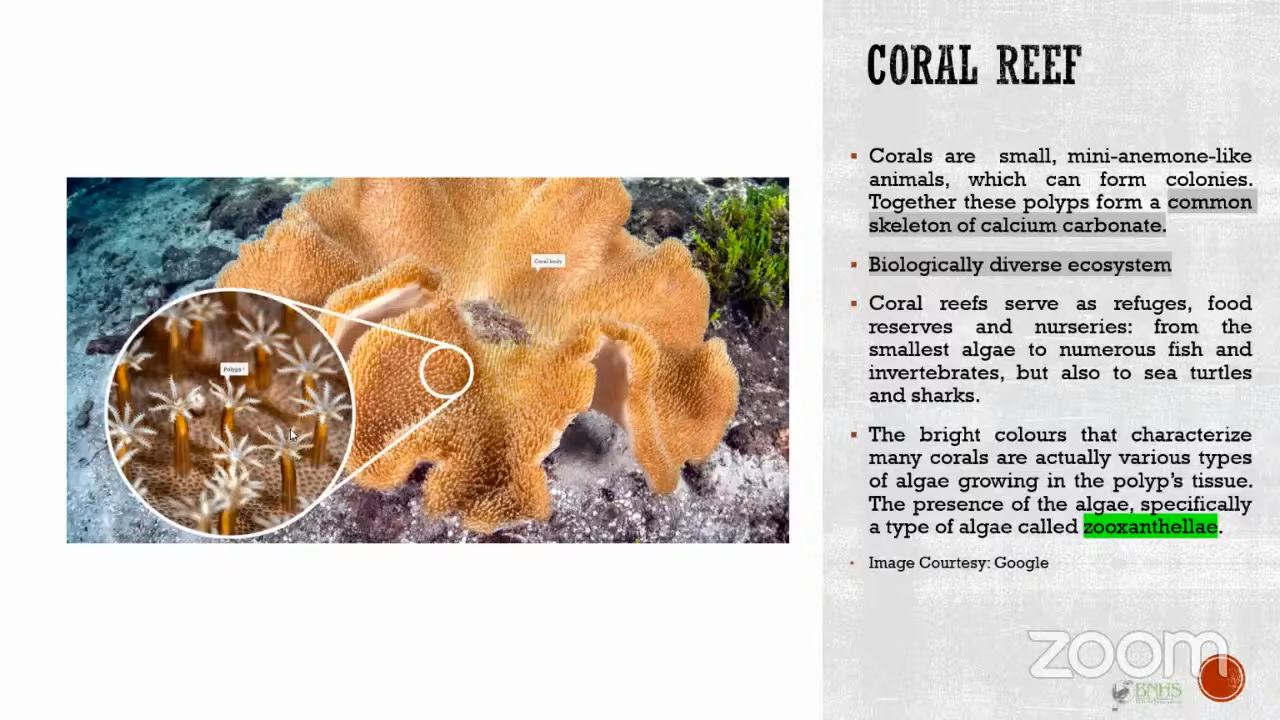 CORAL REEF
▪ Corals are small, mini-anemone-like
animals, which can form colonies.
Together these polyps form a common
skeleton of calcium carbonate.
▪ Biologically diverse ecosystem
▪ Coral reefs serve as refuges, food
reserves and nurseries: from the
smallest algae to numerous fish and
invertebrates, but also to sea turtles
and sharks.
▪ The bright colours that characterize
many corals are actually various types
of algae growing in the polyp's tissue.
The presence of the algae, specifically
a type of algae called zooxanthellae.
▪ Image Courtesy: Google
Coral body
Polyps
zoom
BNHS